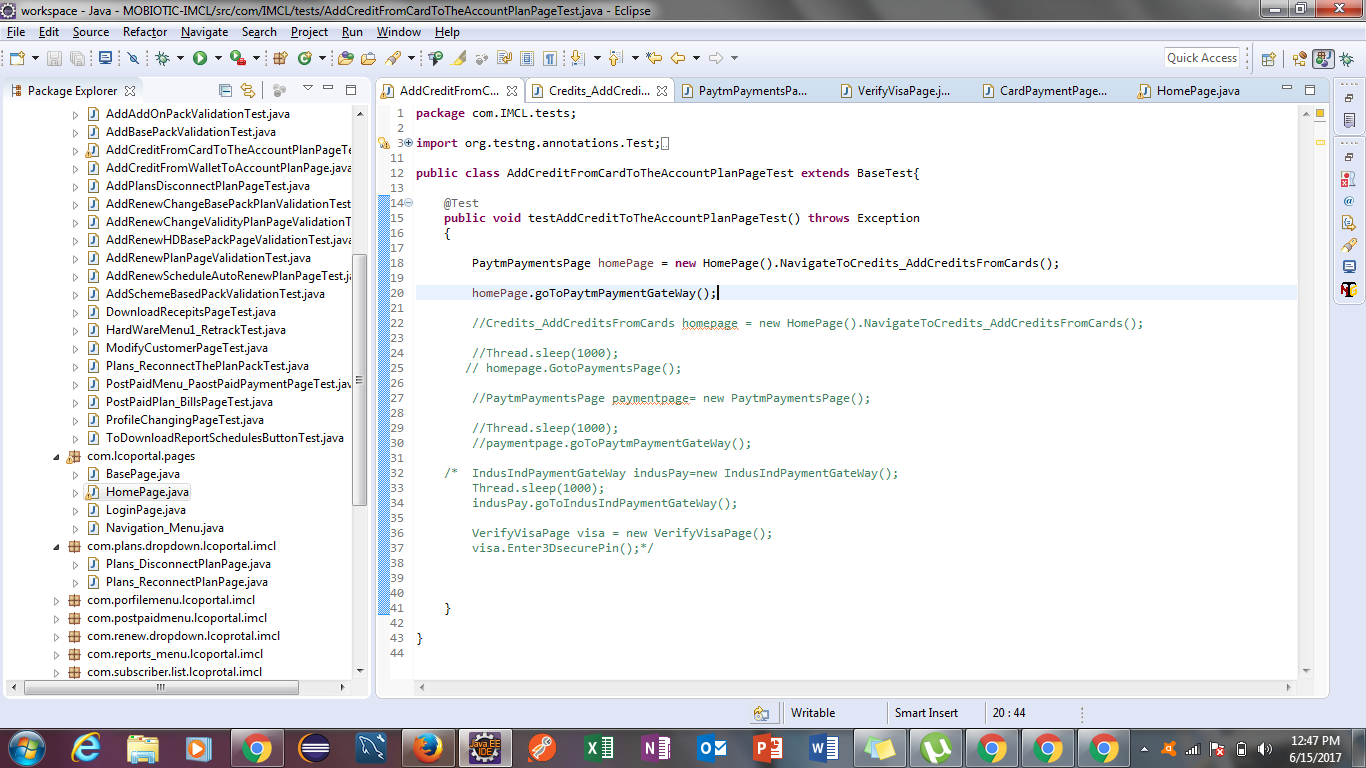 workspace - Java - MOBIOTIC-IMCL/src/com/IMCL/tests/AddCreditFromCardToTheAccountPlanPageTest.java - Eclipse
File Edit Source Refactor Navigate Search Project Run Window Help
Quick Access
Package Explorer
AddAddOnPackValidationTest.java
AddBasePackValidationTest.java
AddCreditFromCardToTheAccountPlanPageTe
AddCreditFromWalletToAccountPlanPage.java
AddPlansDisconnectPlanPageTest.java
AddRenewChangeBasePackPlanValidationTest
AddRenewChangeValidityPlanPageValidationT
AddRenewHDBasePackPageValidationTest.java
AddRenewPlanPageValidationTest.java
AddRenewScheduleAutoRenewPlanPageTest.ja
AddSchemeBasedPackValidationTest.java
DownloadRecepitsPageTest.java
HardWareMenu1_RetrackTest.java
ModifyCustomerPageTest.java
Plans_ReconnectThePlanPackTest.java
PostPaidMenu_PaostPaidPaymentPageTest.jav
PostPaidPlan_BillsPageTest.java
ProfileChangingPageTest.java
ToDownloadReportSchedulesButtonTest.java
com.lcoportal.pages
BasePage.java
HomePage.java
LoginPage.java
Navigation_Menu.java
com.plans.dropdown.lcoportal.imcl
Plans_DisconnectPlanPage.java
Plans_ReconnectPlanPage.java
com.porfilemenu.lcoportal.imcl
com.postpaidmenu.lcoportal.imcl
com.renew.dropdown.lcoprotal.imcl
com.reports_menu.lcoportal.imcl
com.subscriber.list.lcoprotal.imcl
AddCreditFromC... Credits_AddCredi... PaytmPaymentsPa... VerifyVisaPage.j... CardPaymentPage... HomePage.java
1 package com.IMCL.tests;
2
3 import org.testng.annotations.Test;
11
12 public class AddCreditFromCardToTheAccountPlanPageTest extends BaseTest{
13
14 @Test
15 public void testAddCreditToTheAccountPlanPageTest() throws Exception
16 {
17
18 PaytmPaymentsPage homePage = new HomePage().NavigateToCredits_AddCreditsFromCards();
19
20 homePage.goToPaytmPaymentGateWay();
21
22 //Credits_AddCreditsFromCards homepage = new HomePage().NavigateToCredits_AddCreditsFromCards();
23
24 //Thread.sleep(1000);
25 // homepage.GotoPaymentsPage();
26
27 //PaytmPaymentsPage paymentpage= new PaytmPaymentsPage();
28
29 //Thread.sleep(1000);
30 //paymentpage.goToPaytmPaymentGateWay();
31
32 /* IndusIndPaymentGateWay indusPay=new IndusIndPaymentGateWay();
33 Thread.sleep(1000);
34 indusPay.goToIndusIndPaymentGateWay();
35
36 VerifyVisaPage visa = new VerifyVisaPage();
37 visa.Enter3DsecurePin();*/
38
39
40
41 }
42
43 }
44
Writable Smart Insert 20 : 44
Java EE
IDE
12:47 PM
6/15/2017